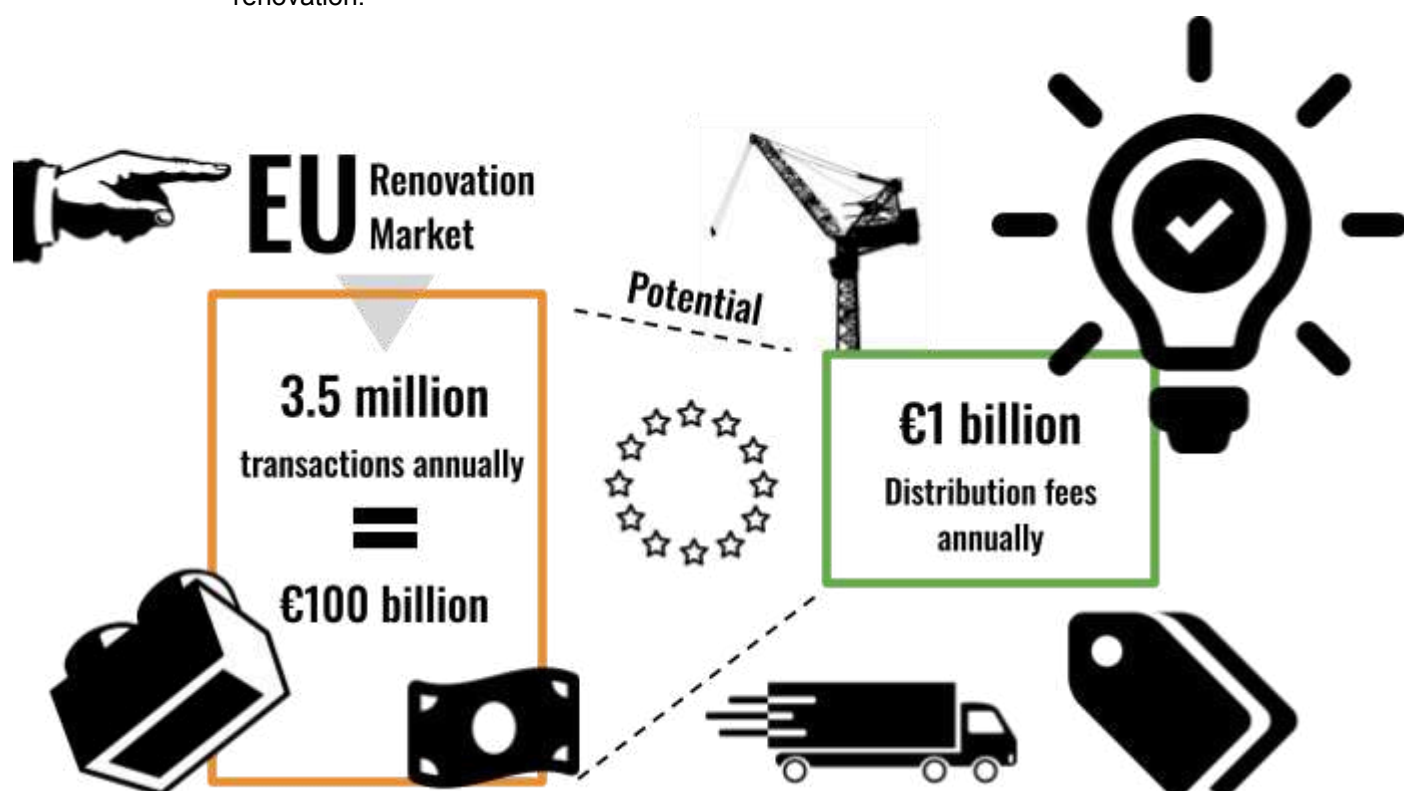 renovation.
EU Renovation
Market
Potential
3.5 million
transactions annually
=
€100 billion
€1 billion
Distribution fees
annually